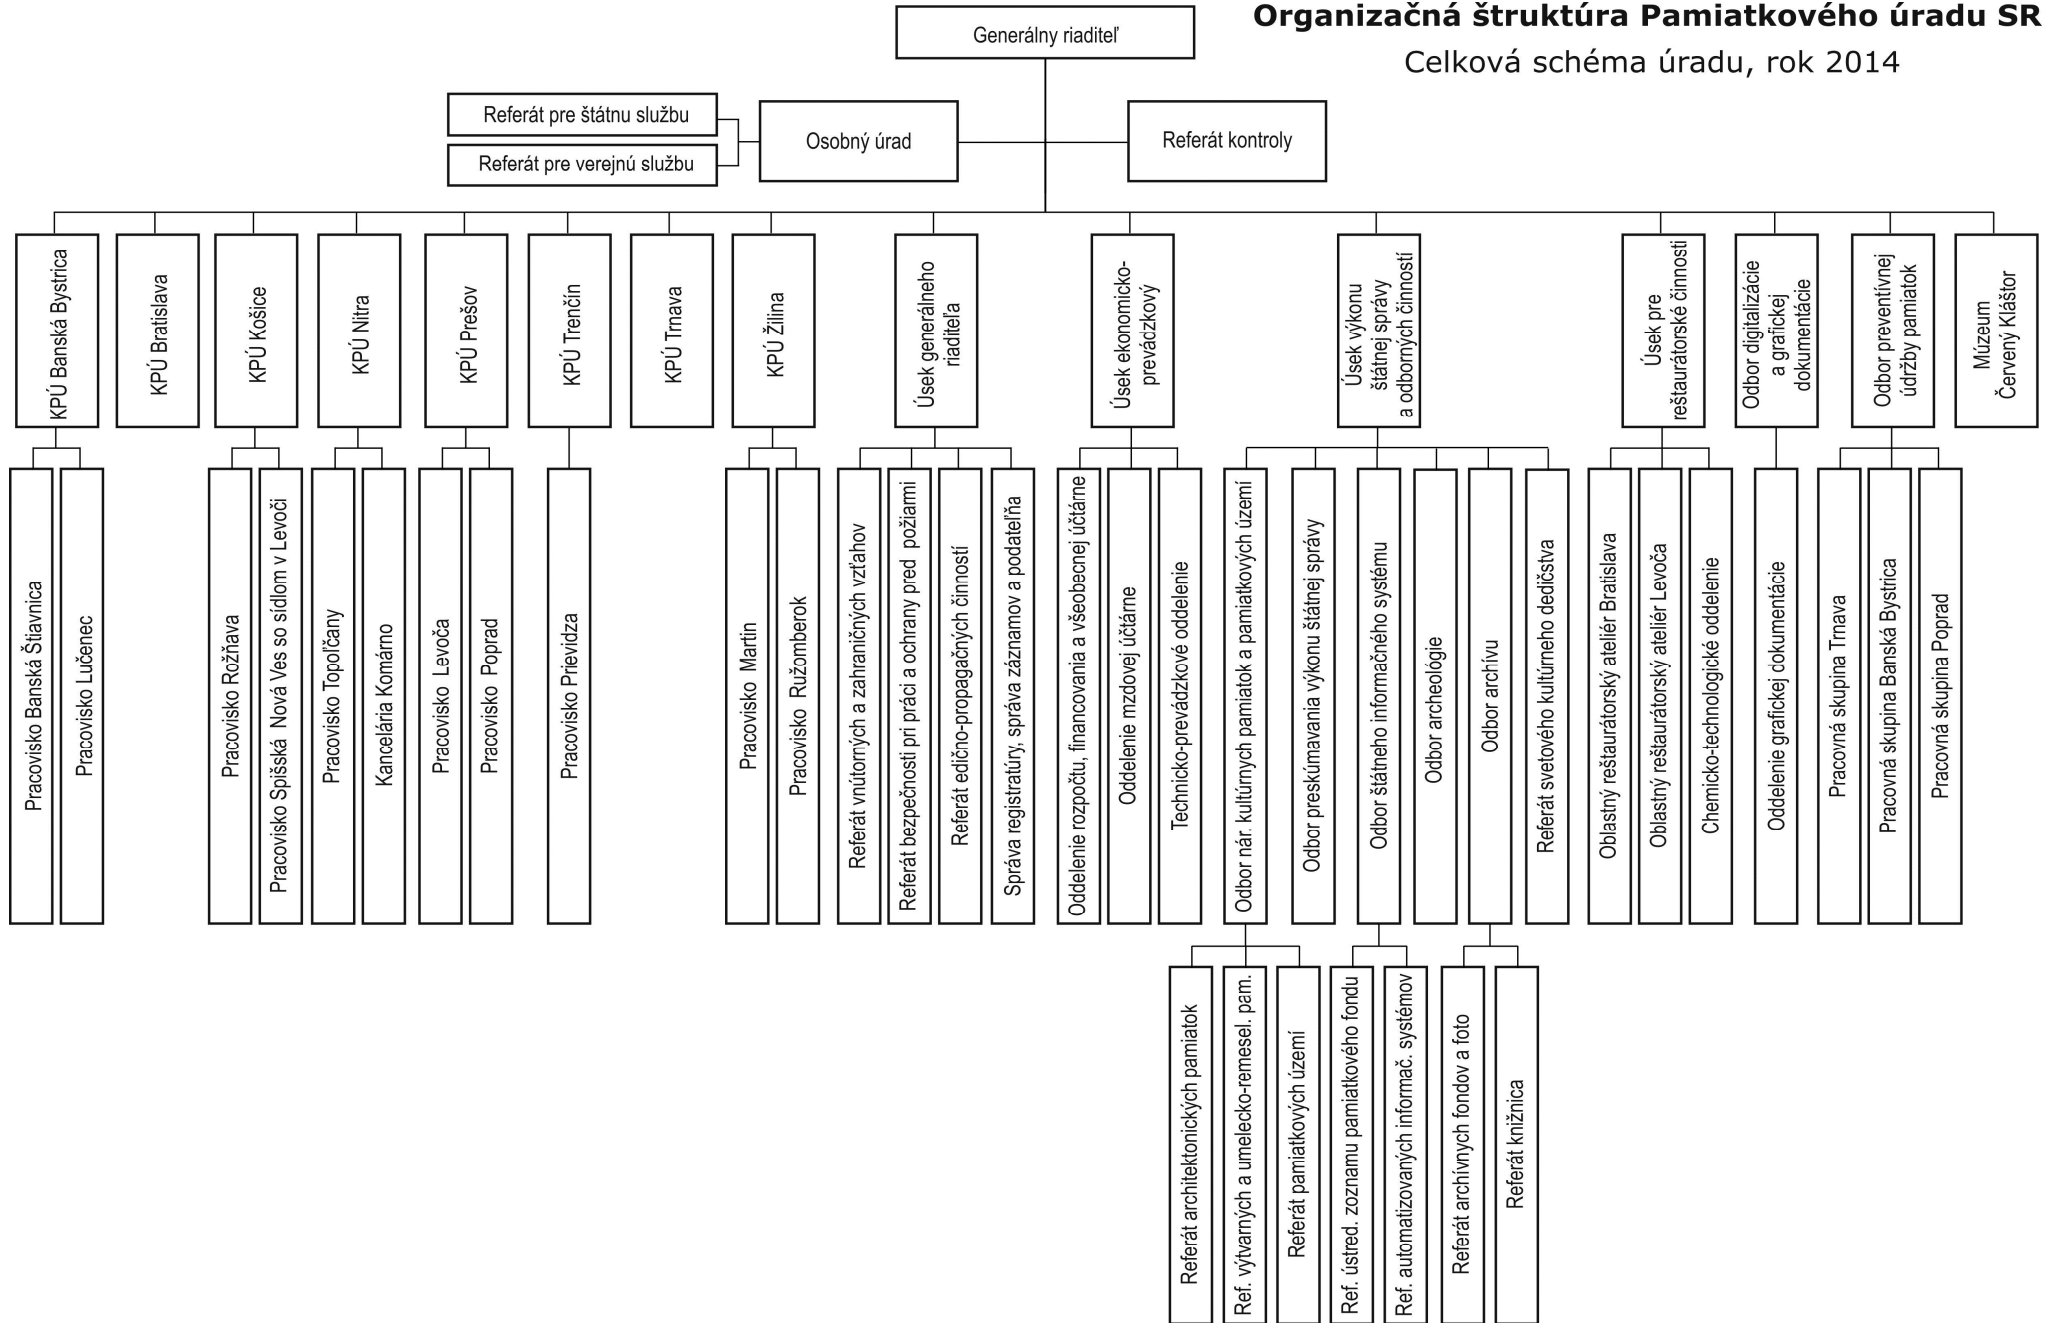 Organizačná štruktúra Pamiatkového úradu SR
Celková schéma úradu, rok 2014
Generálny riaditeľ
Referát pre štátnu službu
Referát pre verejnú službu
Osobný úrad
Referát kontroly
KPÚ Banská Bystrica
KPÚ Bratislava
KPÚ Košice
KPÚ Nitra
KPÚ Prešov
KPÚ Trenčín
KPÚ Trnava
KPÚ Žilina
Úsek generálneho
riaditeľa
Úsek ekonomicko-
prevádzkový
Úsek výkonu
štátnej správy
a odborných činností
Úsek pre
reštaurátorské činnosti
Odbor digitalizácie
a grafickej
dokumentácie
Odbor preventívnej
údržby pamiatok
Múzeum
Červený Kláštor
Pracovisko Banská Štiavnica
Pracovisko Lučenec
Pracovisko Rožňava
Pracovisko Spišská Nová Ves so sídlom v Levoči
Pracovisko Topoľčany
Kancelária Komárno
Pracovisko Levoča
Pracovisko Poprad
Pracovisko Prievidza
Pracovisko Martin
Pracovisko Ružomberok
Referát vnútorných a zahraničných vzťahov
Referát bezpečnosti pri práci a ochrany pred požiarmi
Referát edično-propagačných činností
Správa registratúry, správa záznamov a podateľňa
Oddelenie rozpočtu, financovania a všeobecnej účtárne
Oddelenie mzdovej účtárne
Technicko-prevádzkové oddelenie
Odbor nár. kultúrnych pamiatok a pamiatkových území
Odbor preskúmavania výkonu štátnej správy
Odbor štátneho informačného systému
Odbor archeológie
Odbor archívu
Referát svetového kultúrneho dedičstva
Oblastný reštaurátorský ateliér Bratislava
Oblastný reštaurátorský ateliér Levoča
Chemicko-technologické oddelenie
Oddelenie grafickej dokumentácie
Pracovná skupina Trnava
Pracovná skupina Banská Bystrica
Pracovná skupina Poprad
Referát architektonických pamiatok
Ref. výtvarných a umelecko-remesel. pam.
Referát pamiatkových území
Ref. ústred. zoznamu pamiatkového fondu
Ref. automatizovaných informač. systémov
Referát archívnych fondov a foto
Referát knižnica